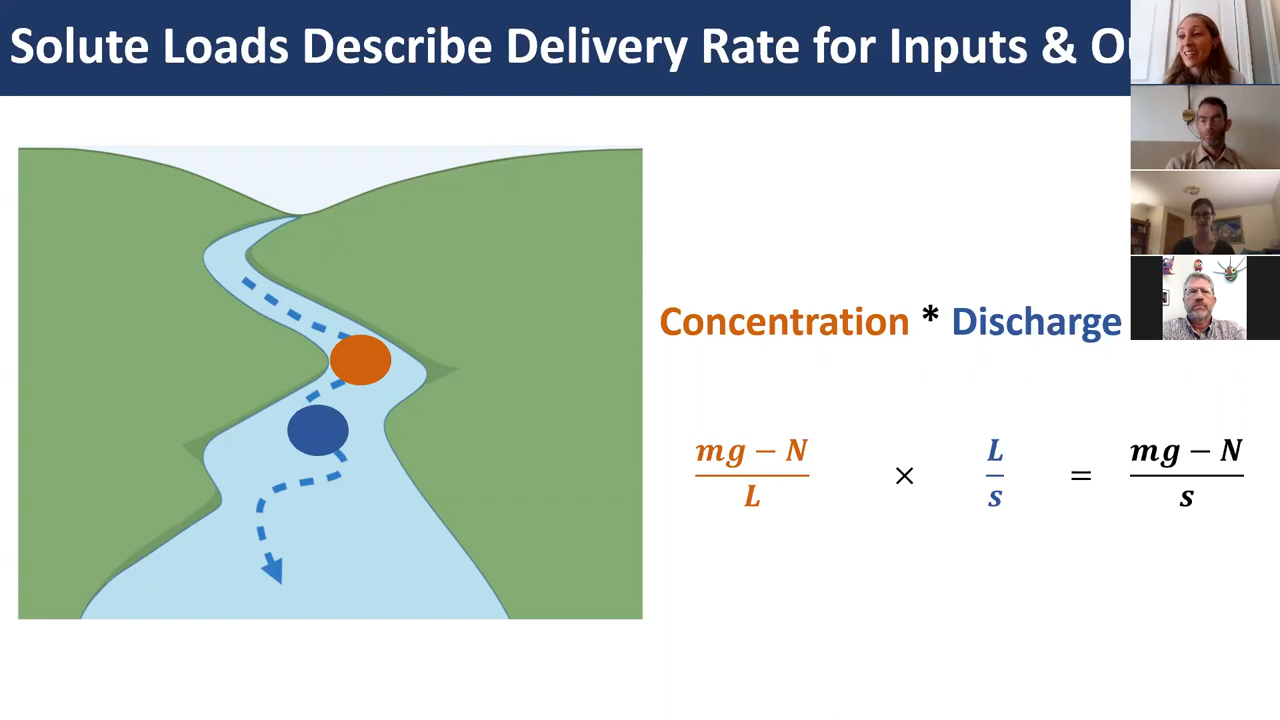 Solute Loads Describe Delivery Rate for Inputs &
Concentration * Discharge
mg − N / L × L / s = mg − N / s